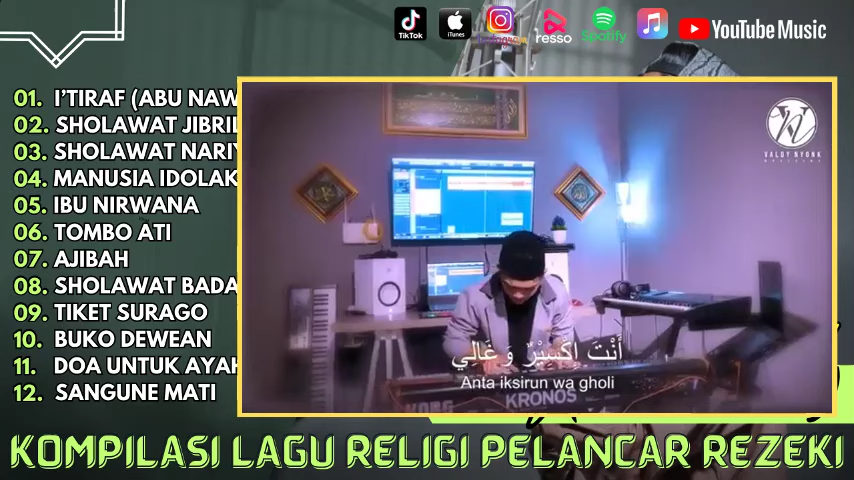 TikTok
iTunes
resso
Spotify
YouTube Music
01. I'TIRAF (ABU NAW
02. SHOLAWAT JIBRIL
03. SHOLAWAT NARIY
04. MANUSIA IDOLAK
05. IBU NIRWANA
06. TOMBO ATI
07. AJIBAH
08. SHOLAWAT BADA
09. TIKET SURAGO
10. BUKO DEWEAN
11. DOA UNTUK AYAH
12. SANGUNE MATI
VALDY NYONK
أَنْتَ اِكْسِيْرٌ وَ غَالِي
Anta iksirun wa gholi
KORG
KRONOS
KOMPILASI LAGU RELIGI PELANCAR REZEKI